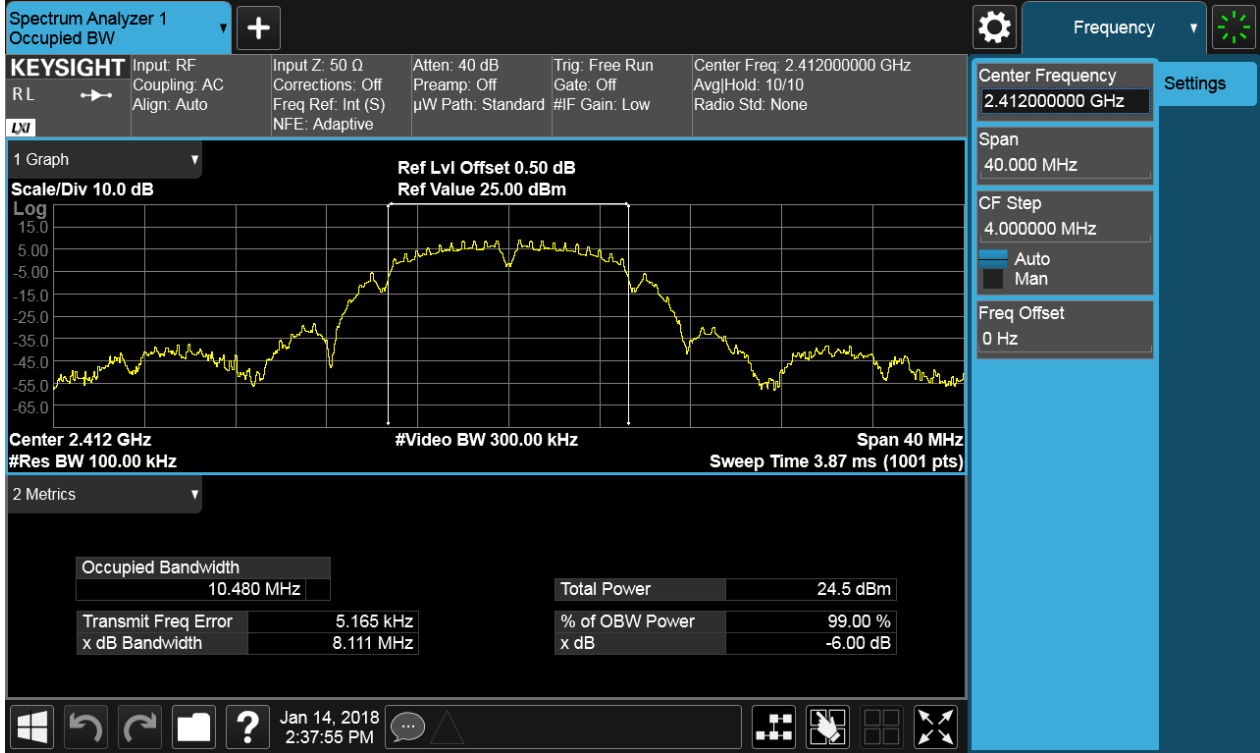 Spectrum Analyzer 1
Occupied BW
Frequency
KEYSIGHT
R L
LXI
Input: RF
Coupling: AC
Align: Auto
Input Z: 50 Ω
Corrections: Off
Freq Ref: Int (S)
NFE: Adaptive
Atten: 40 dB
Preamp: Off
µW Path: Standard
Trig: Free Run
Gate: Off
#IF Gain: Low
Center Freq: 2.412000000 GHz
Avg|Hold: 10/10
Radio Std: None
Center Frequency
2.412000000 GHz
Settings
Span
40.000 MHz
CF Step
4.000000 MHz
Auto
Man
Freq Offset
0 Hz
1 Graph
Scale/Div 10.0 dB
Ref Lvl Offset 0.50 dB
Ref Value 25.00 dBm
Log
15.0
5.00
-5.00
-15.0
-25.0
-35.0
-45.0
-55.0
-65.0
Center 2.412 GHz
#Video BW 300.00 kHz
Span 40 MHz
#Res BW 100.00 kHz
Sweep Time 3.87 ms (1001 pts)
2 Metrics
Occupied Bandwidth
10.480 MHz
Total Power 24.5 dBm
Transmit Freq Error 5.165 kHz
% of OBW Power 99.00 %
x dB Bandwidth 8.111 MHz
x dB -6.00 dB
?
Jan 14, 2018
2:37:55 PM